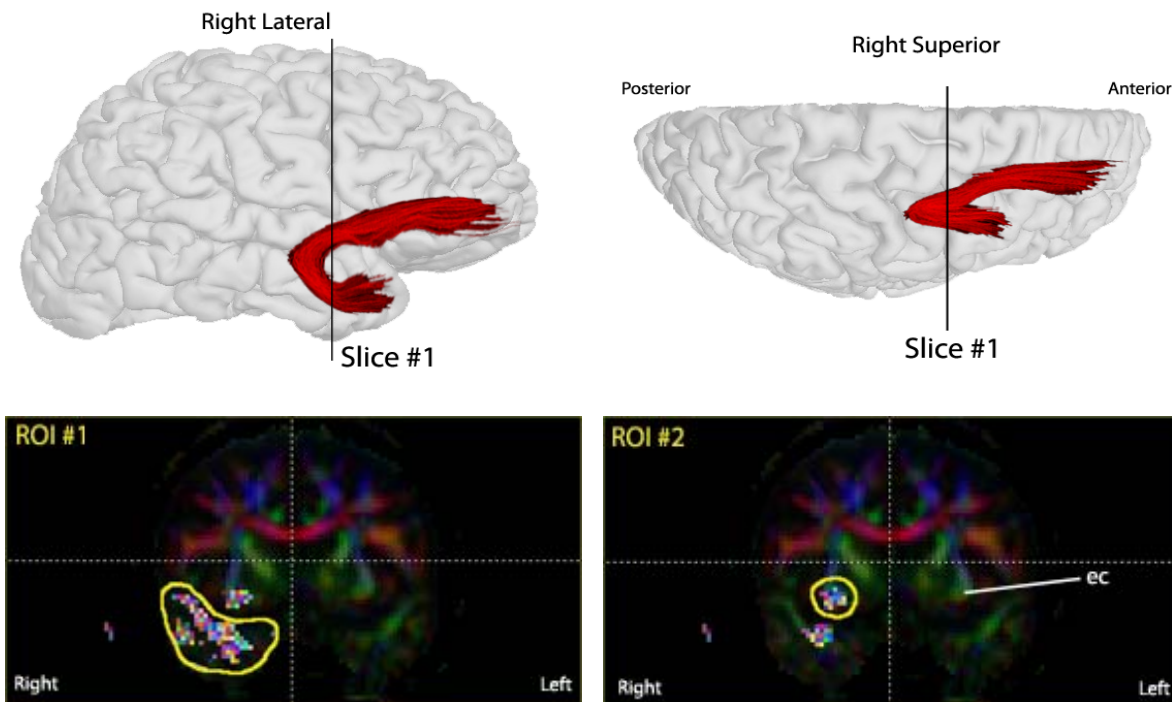 Right Lateral
Slice #1
Right Superior
Posterior
Anterior
Slice #1
ROI #1
Right
Left
ROI #2
ec
Right
Left